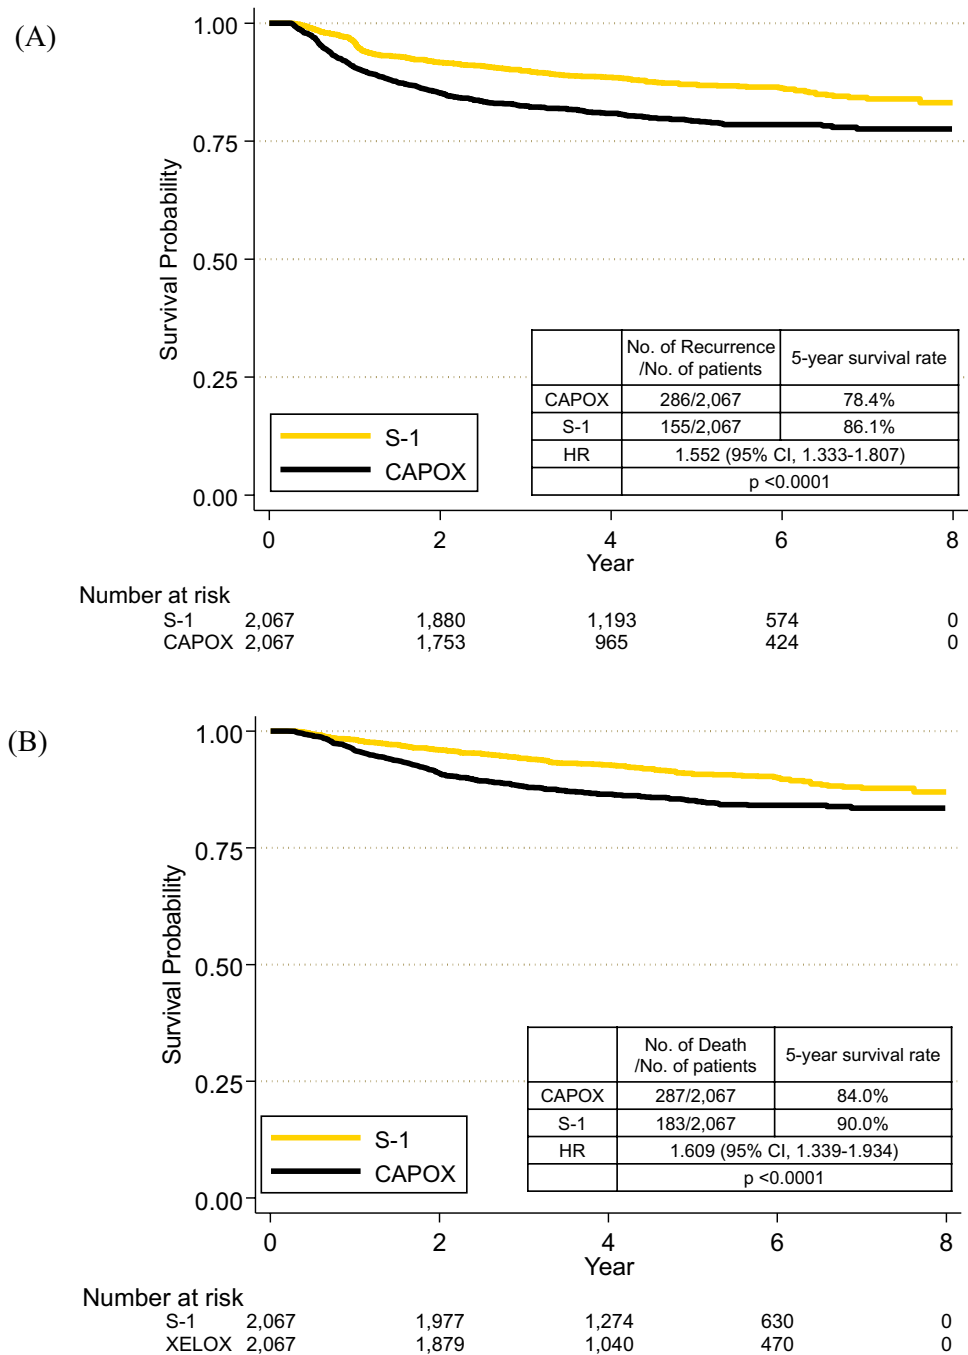 (A)
1.00
0.75
0.50
0.25
0.00
Survival Probability
No. of Recurrence
/No. of patients
5-year survival rate
CAPOX 286/2,067 78.4%
S-1 155/2,067 86.1%
HR 1.552 (95% CI, 1.333-1.807)
p <0.0001
S-1
CAPOX
0 2 4 6 8
Year
Number at risk
S-1 2,067 1,880 1,193 574 0
CAPOX 2,067 1,753 965 424 0
(B)
1.00
0.75
0.50
0.25
0.00
Survival Probability
No. of Death
/No. of patients
5-year survival rate
CAPOX 287/2,067 84.0%
S-1 183/2,067 90.0%
HR 1.609 (95% CI, 1.339-1.934)
p <0.0001
S-1
CAPOX
0 2 4 6 8
Year
Number at risk
S-1 2,067 1,977 1,274 630 0
XELOX 2,067 1,879 1,040 470 0